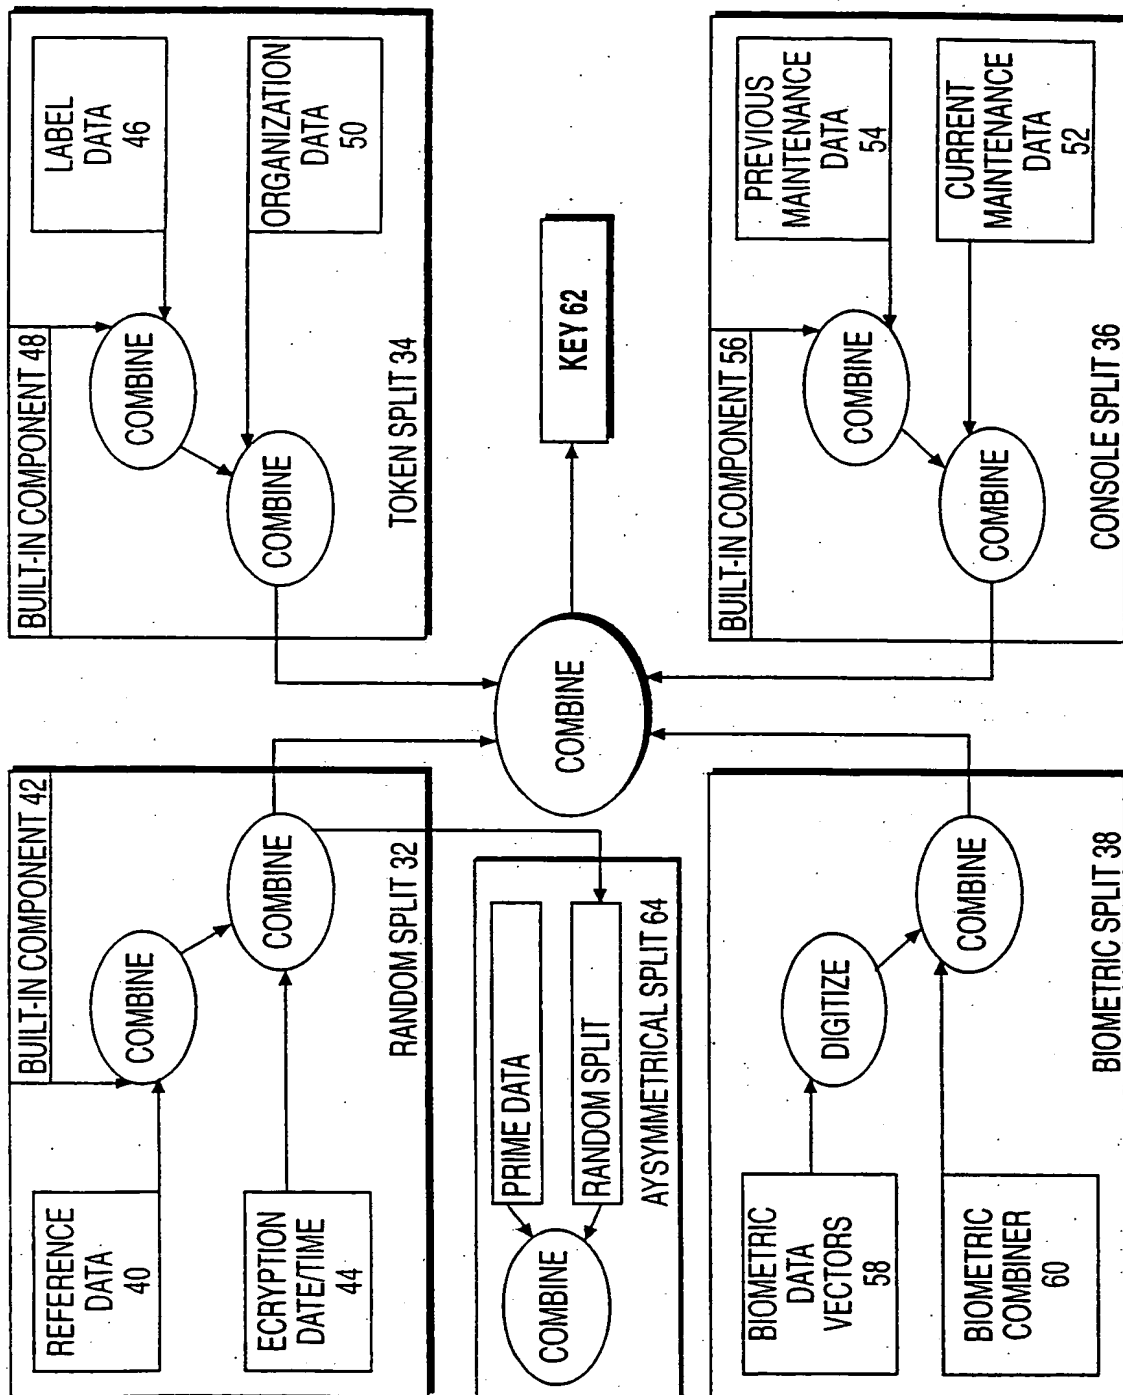 REFERENCE
DATA
40
BUILT-IN COMPONENT 42
COMBINE
ECRYPTION
DATE/TIME
44
COMBINE
RANDOM SPLIT 32
BUILT-IN COMPONENT 48
LABEL
DATA
46
COMBINE
ORGANIZATION
DATA
50
COMBINE
TOKEN SPLIT 34
PRIME DATA
RANDOM SPLIT
COMBINE
AYSYMMETRICAL SPLIT 64
COMBINE
KEY 62
BIOMETRIC
DATA
VECTORS
58
DIGITIZE
BIOMETRIC
COMBINER
60
COMBINE
BIOMETRIC SPLIT 38
BUILT-IN COMPONENT 56
PREVIOUS
MAINTENANCE
DATA
54
COMBINE
CURRENT
MAINTENANCE
DATA
52
COMBINE
CONSOLE SPLIT 36